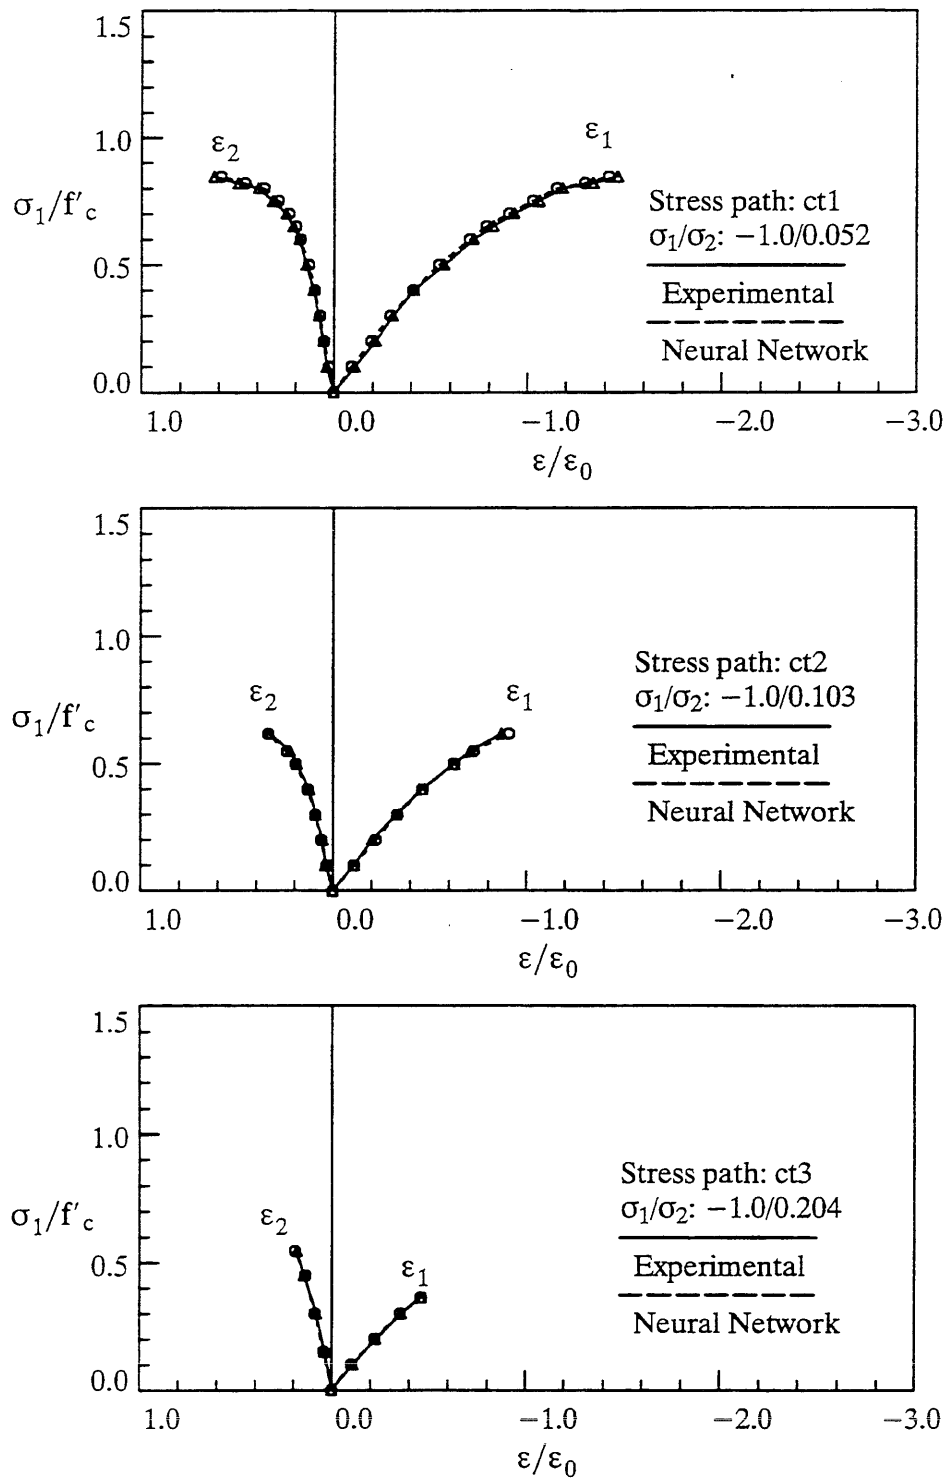 1.5
1.0
0.5
0.0
σ₁/f′c
ε₂
ε₁
Stress path: ct1
σ₁/σ₂: −1.0/0.052
Experimental
Neural Network
1.0 0.0 −1.0 −2.0 −3.0
ε/ε₀
1.5
1.0
0.5
0.0
σ₁/f′c
ε₂
ε₁
Stress path: ct2
σ₁/σ₂: −1.0/0.103
Experimental
Neural Network
1.0 0.0 −1.0 −2.0 −3.0
ε/ε₀
1.5
1.0
0.5
0.0
σ₁/f′c
ε₂
ε₁
Stress path: ct3
σ₁/σ₂: −1.0/0.204
Experimental
Neural Network
1.0 0.0 −1.0 −2.0 −3.0
ε/ε₀